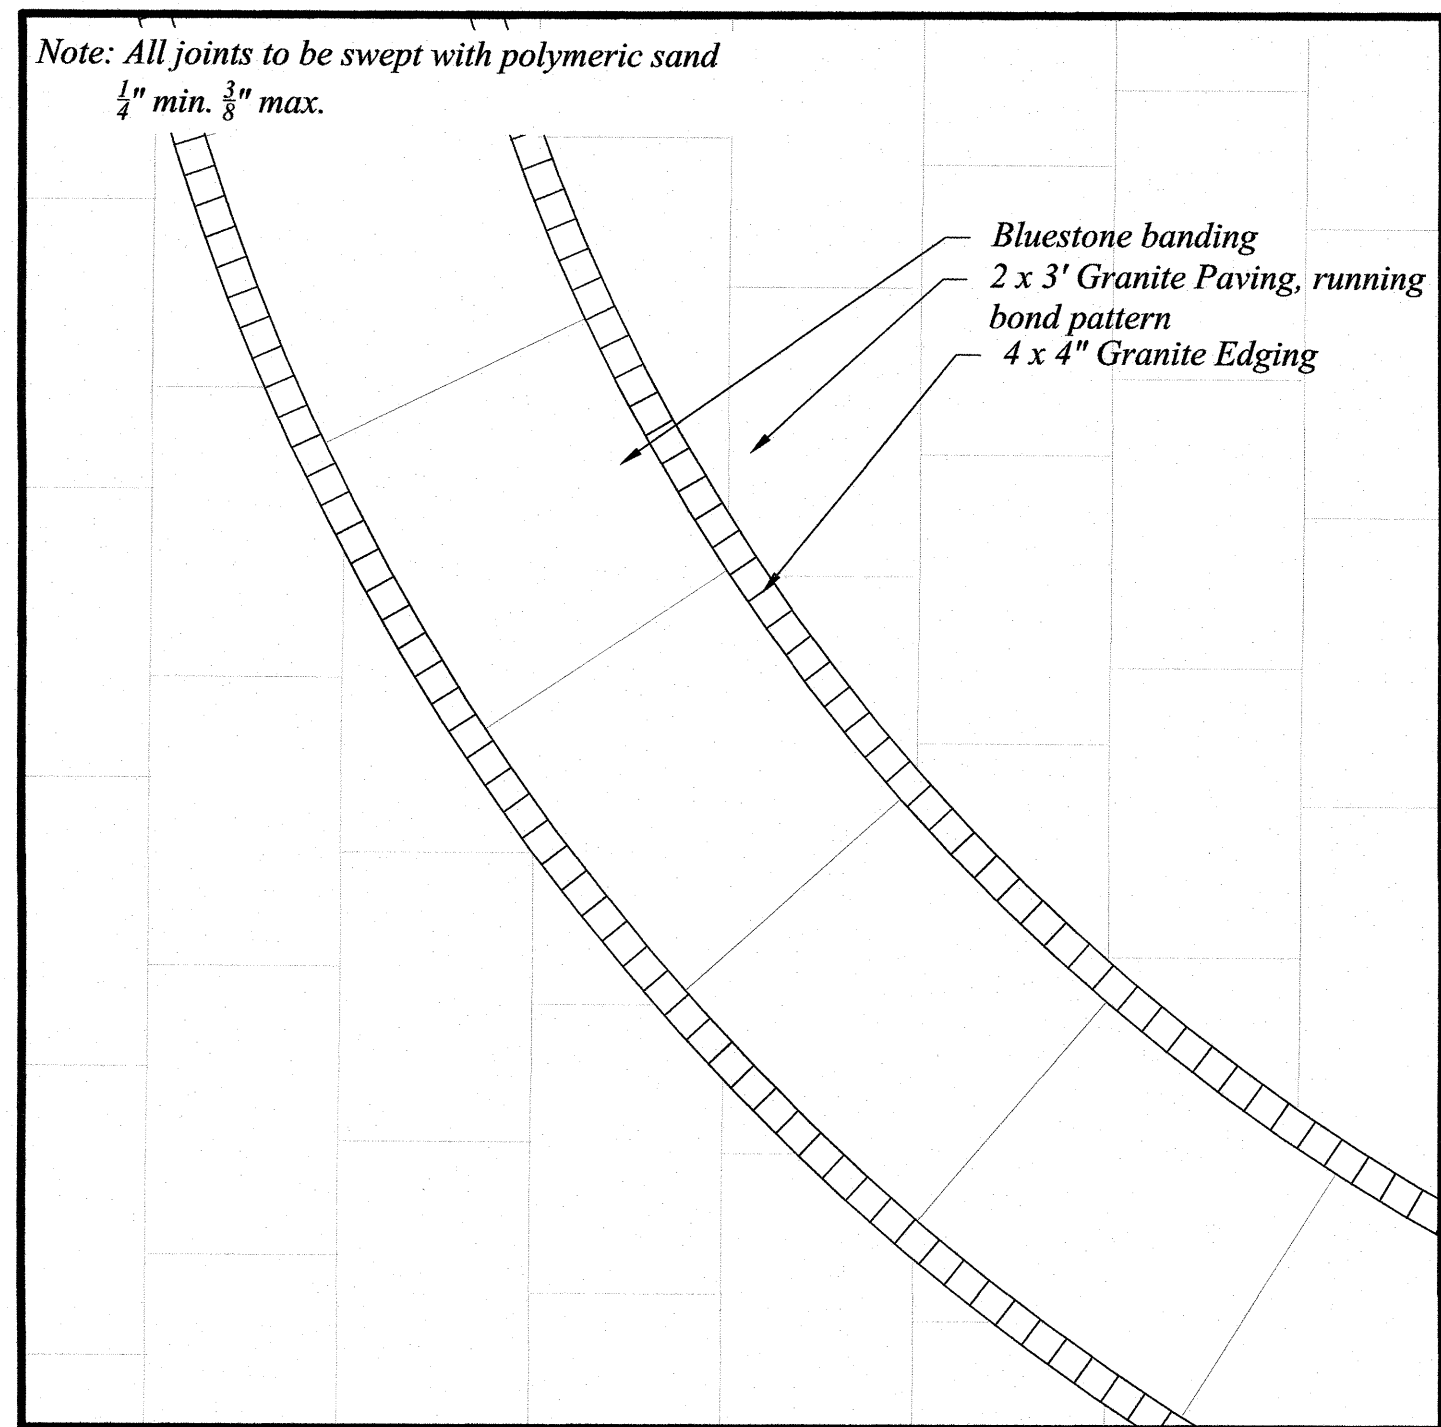 Note: All joints to be swept with polymeric sand
1/4" min. 3/8" max.
Bluestone banding
2 x 3' Granite Paving, running
bond pattern
4 x 4" Granite Edging